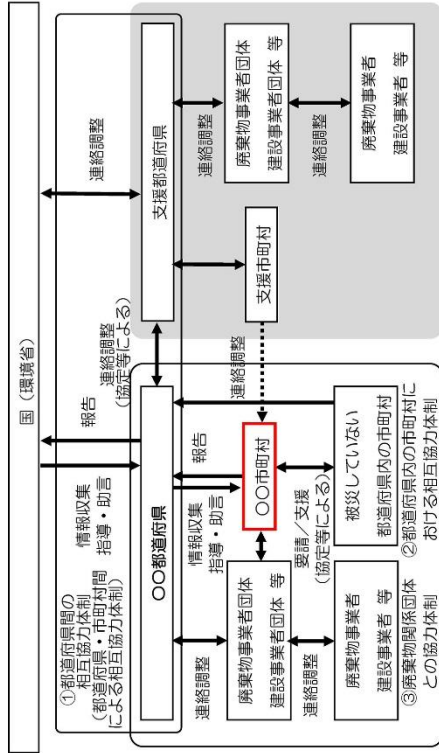 国（環境省）
①都道府県間の
相互協力体制
（都道府県・市町村間
による相互協力体制）
情報収集
指導・助言
報告
連絡調整
〇〇都道府県
連絡調整
（協定等による）
支援都道府県
連絡調整
情報収集
指導・助言
報告
連絡調整
連絡調整
廃棄物事業者団体
建設事業者団体 等
〇〇市町村
支援市町村
廃棄物事業者団体
建設事業者団体 等
連絡調整
要請/支援
（協定等による）
連絡調整
廃棄物事業者
建設事業者 等
被災していない
都道府県内の市町村
廃棄物事業者
建設事業者 等
③廃棄物関係団体
との協力体制
②都道府県内の市町村に
おける相互協力体制